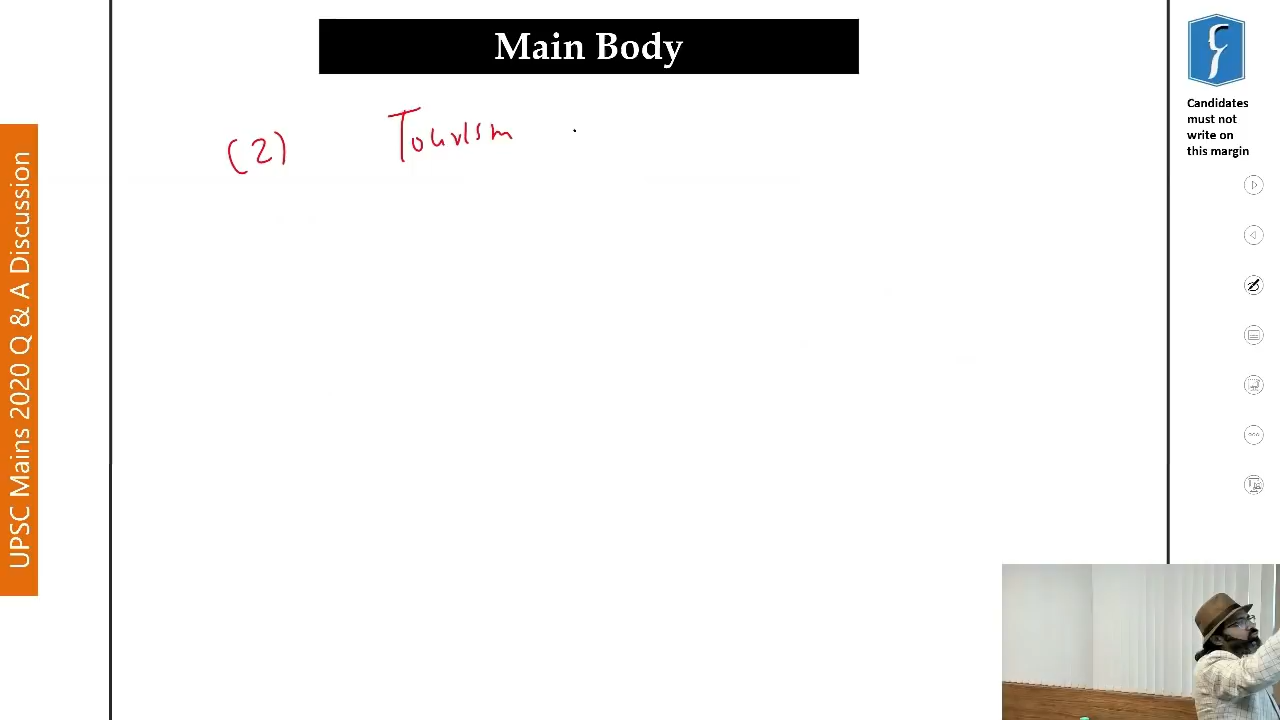 Main Body
(2) Tourism
UPSC Mains 2020 Q & A Discussion
Candidates
must not
write on
this margin